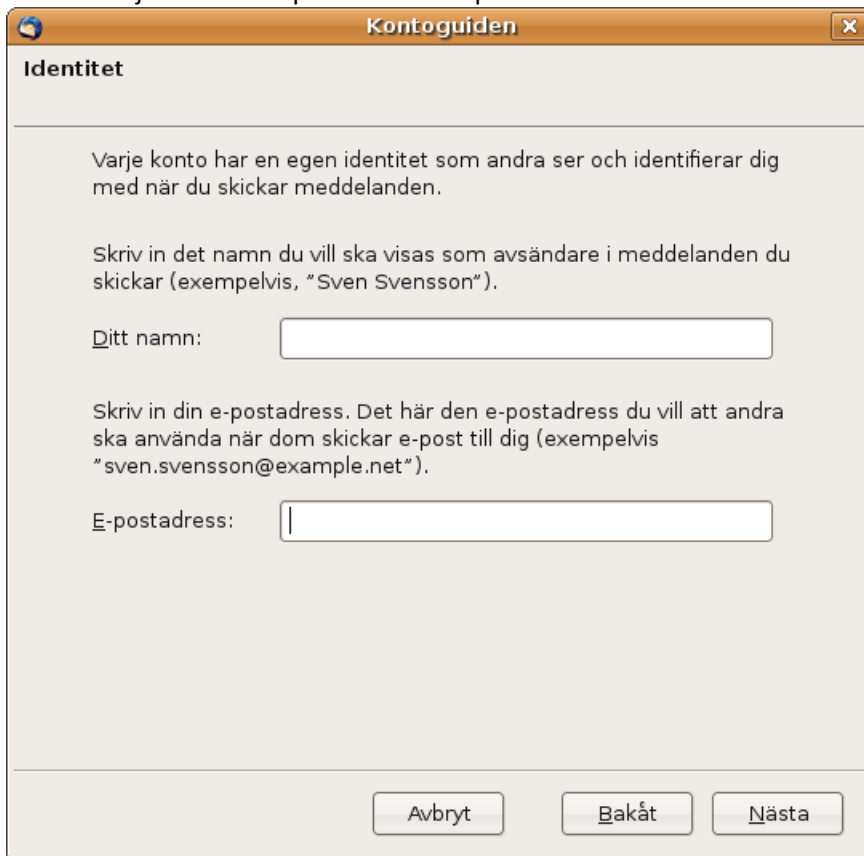 Kontoguiden
Identitet
Varje konto har en egen identitet som andra ser och identifierar dig
med när du skickar meddelanden.
Skriv in det namn du vill ska visas som avsändare i meddelanden du
skickar (exempelvis, "Sven Svensson").
Ditt namn:
Skriv in din e-postadress. Det här den e-postadress du vill att andra
ska använda när dom skickar e-post till dig (exempelvis
"sven.svensson@example.net").
E-postadress:
Avbryt Bakåt Nästa